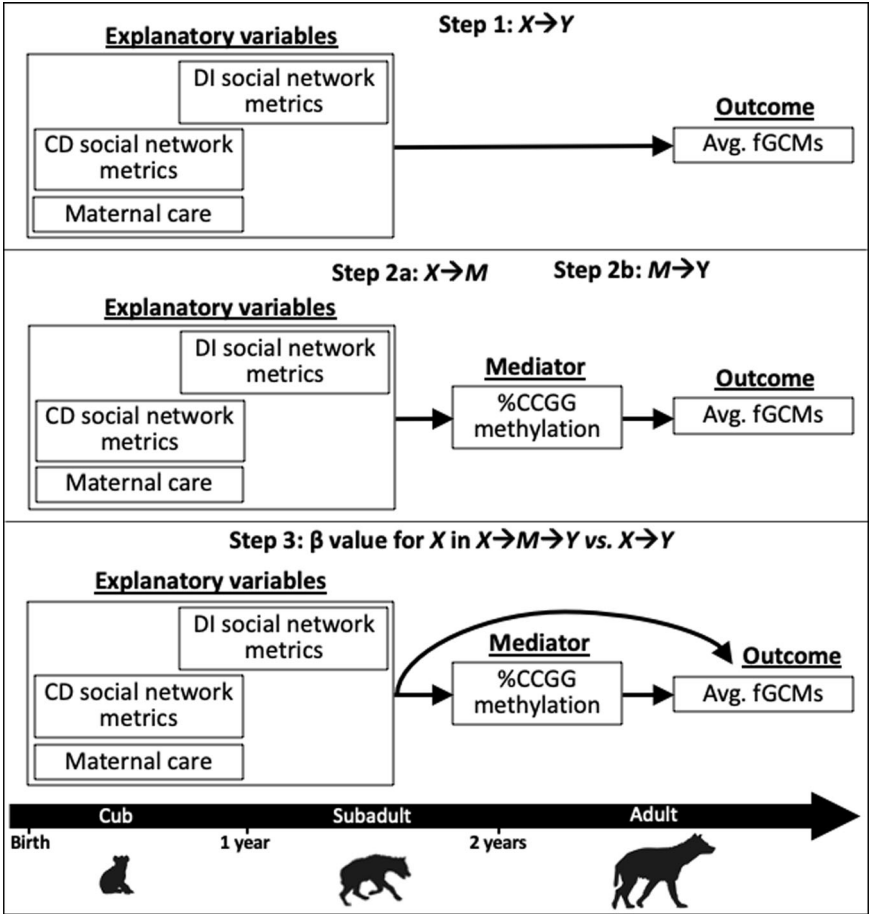 Step 1: X→Y
Explanatory variables
DI social network
metrics
CD social network
metrics
Maternal care
Outcome
Avg. fGCMs
Step 2a: X→M
Step 2b: M→Y
Explanatory variables
DI social network
metrics
CD social network
metrics
Maternal care
Mediator
%CCGG
methylation
Outcome
Avg. fGCMs
Step 3: β value for X in X→M→Y vs. X→Y
Explanatory variables
DI social network
metrics
CD social network
metrics
Maternal care
Mediator
%CCGG
methylation
Outcome
Avg. fGCMs
Cub
Subadult
Adult
Birth
1 year
2 years